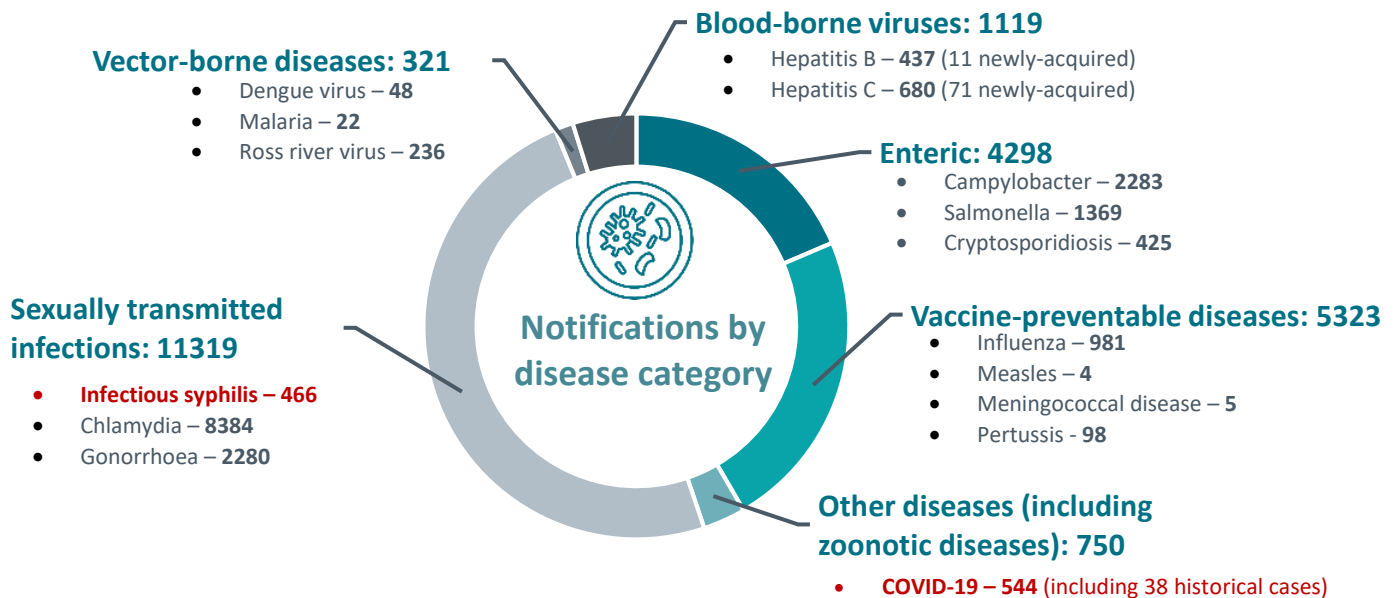 Blood-borne viruses: 1119
• Hepatitis B – 437 (11 newly-acquired)
• Hepatitis C – 680 (71 newly-acquired)
Vector-borne diseases: 321
• Dengue virus – 48
• Malaria – 22
• Ross river virus – 236
Enteric: 4298
• Campylobacter – 2283
• Salmonella – 1369
• Cryptosporidiosis – 425
Sexually transmitted
infections: 11319
• Infectious syphilis – 466
• Chlamydia – 8384
• Gonorrhoea – 2280
Notifications by
disease category
Vaccine-preventable diseases: 5323
• Influenza – 981
• Measles – 4
• Meningococcal disease – 5
• Pertussis - 98
Other diseases (including
zoonotic diseases): 750
• COVID-19 – 544 (including 38 historical cases)